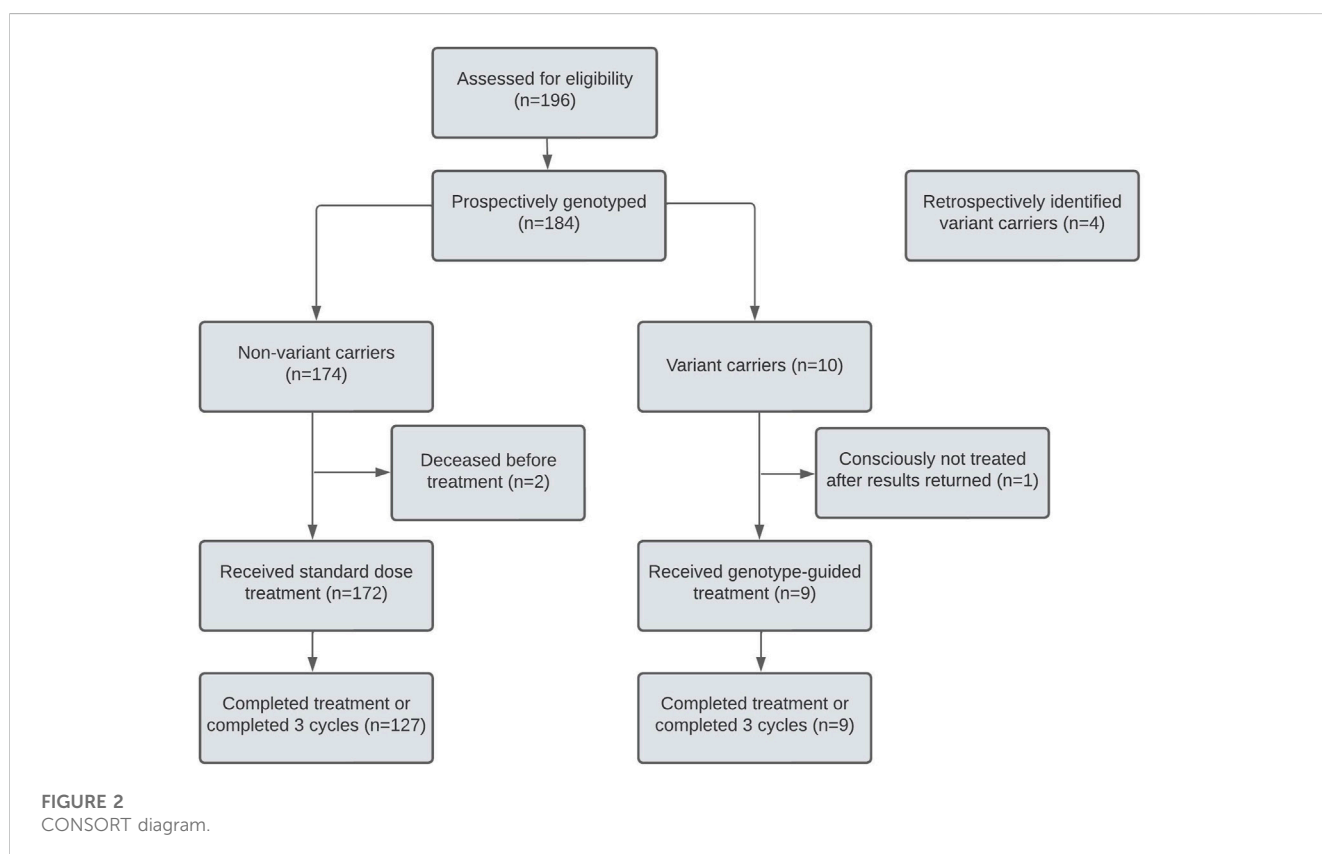 Assessed for eligibility
(n=196)
Prospectively genotyped
(n=184)
Retrospectively identified
variant carriers (n=4)
Non-variant carriers
(n=174)
Variant carriers (n=10)
Deceased before
treatment (n=2)
Consciously not treated
after results returned (n=1)
Received standard dose
treatment (n=172)
Received genotype-guided
treatment (n=9)
Completed treatment or
completed 3 cycles (n=127)
Completed treatment or
completed 3 cycles (n=9)
FIGURE 2
CONSORT diagram.